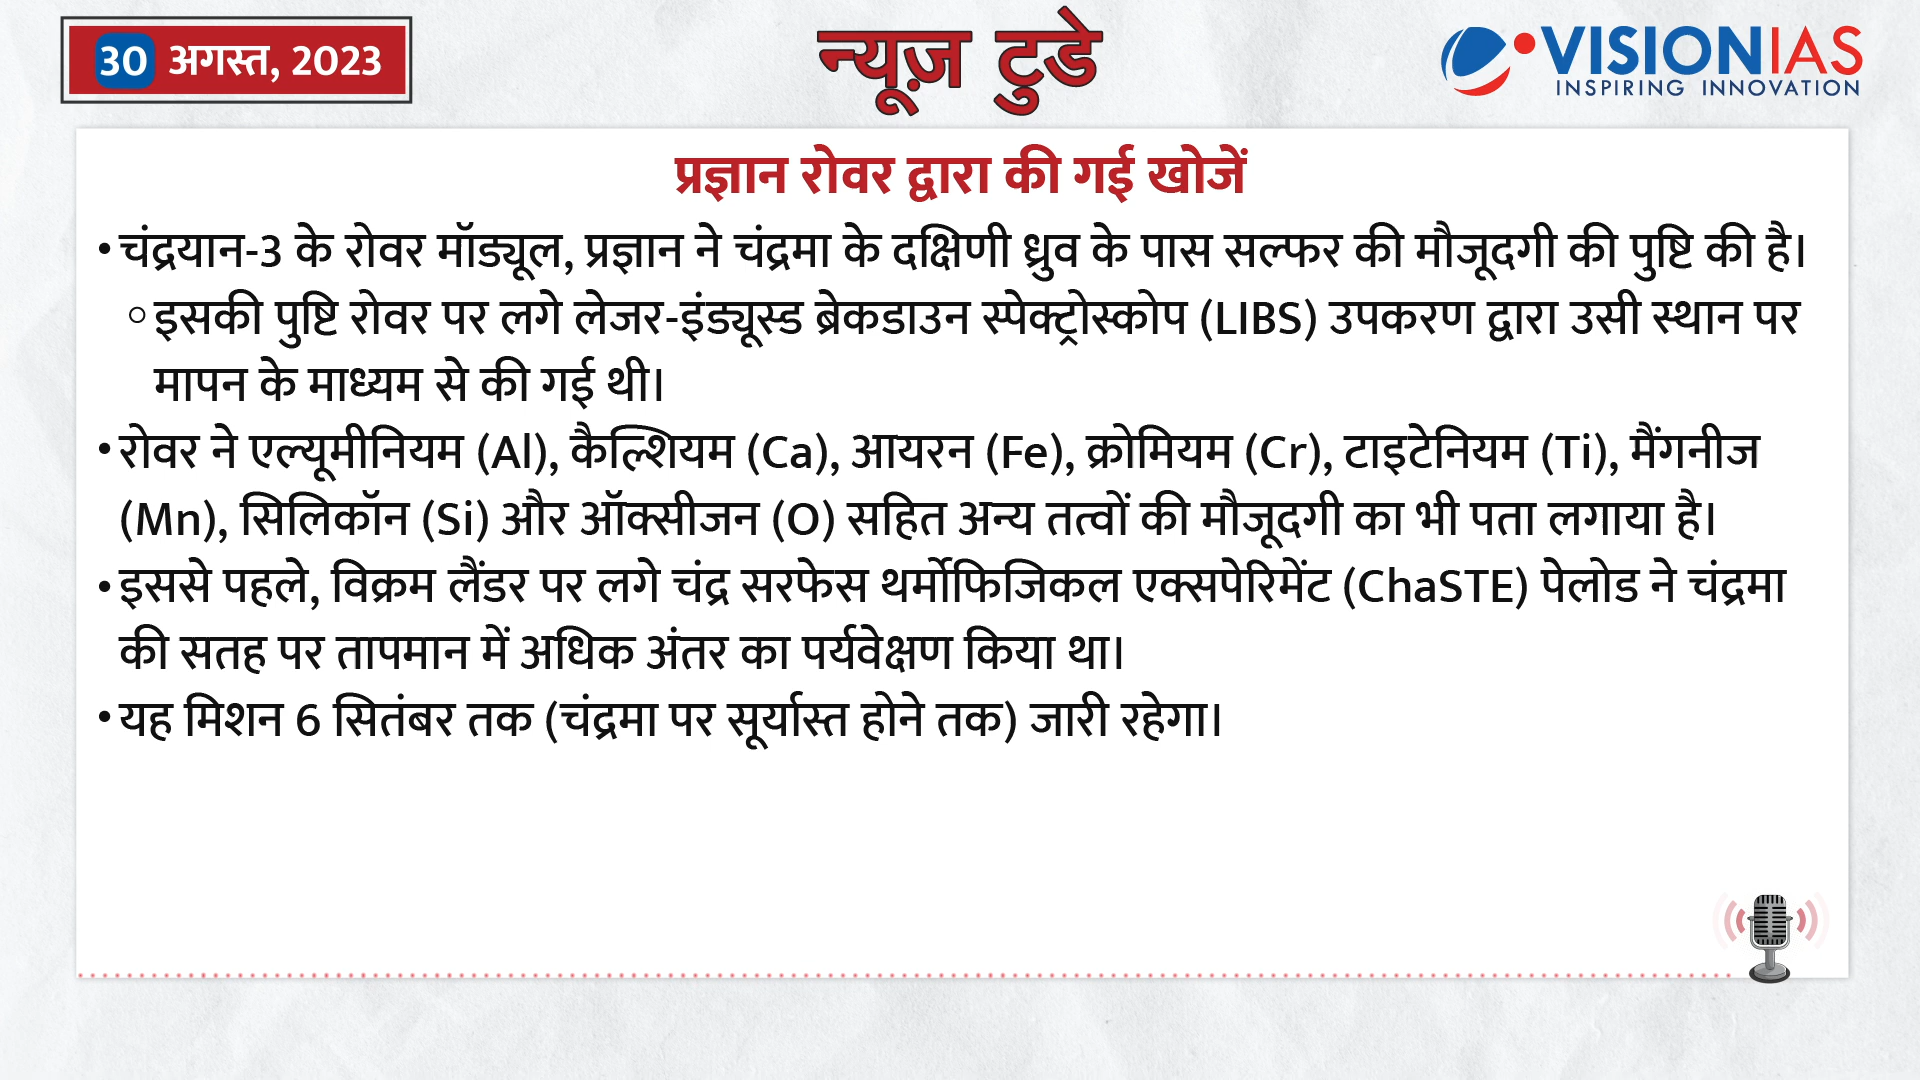 30 अगस्त, 2023
न्यूज़ टुडे
VISIONIAS
INSPIRING INNOVATION
प्रज्ञान रोवर द्वारा की गई खोजें
• चंद्रयान-3 के रोवर मॉड्यूल, प्रज्ञान ने चंद्रमा के दक्षिणी ध्रुव के पास सल्फर की मौजूदगी की पुष्टि की है।
○ इसकी पुष्टि रोवर पर लगे लेजर-इंड्यूस्ड ब्रेकडाउन स्पेक्ट्रोस्कोप (LIBS) उपकरण द्वारा उसी स्थान पर
मापन के माध्यम से की गई थी।
• रोवर ने एल्यूमीनियम (Al), कैल्शियम (Ca), आयरन (Fe), क्रोमियम (Cr), टाइटेनियम (Ti), मैंगनीज
(Mn), सिलिकॉन (Si) और ऑक्सीजन (O) सहित अन्य तत्वों की मौजूदगी का भी पता लगाया है।
• इससे पहले, विक्रम लैंडर पर लगे चंद्र सरफेस थर्मोफिजिकल एक्सपेरिमेंट (ChaSTE) पेलोड ने चंद्रमा
की सतह पर तापमान में अधिक अंतर का पर्यवेक्षण किया था।
• यह मिशन 6 सितंबर तक (चंद्रमा पर सूर्यास्त होने तक) जारी रहेगा।